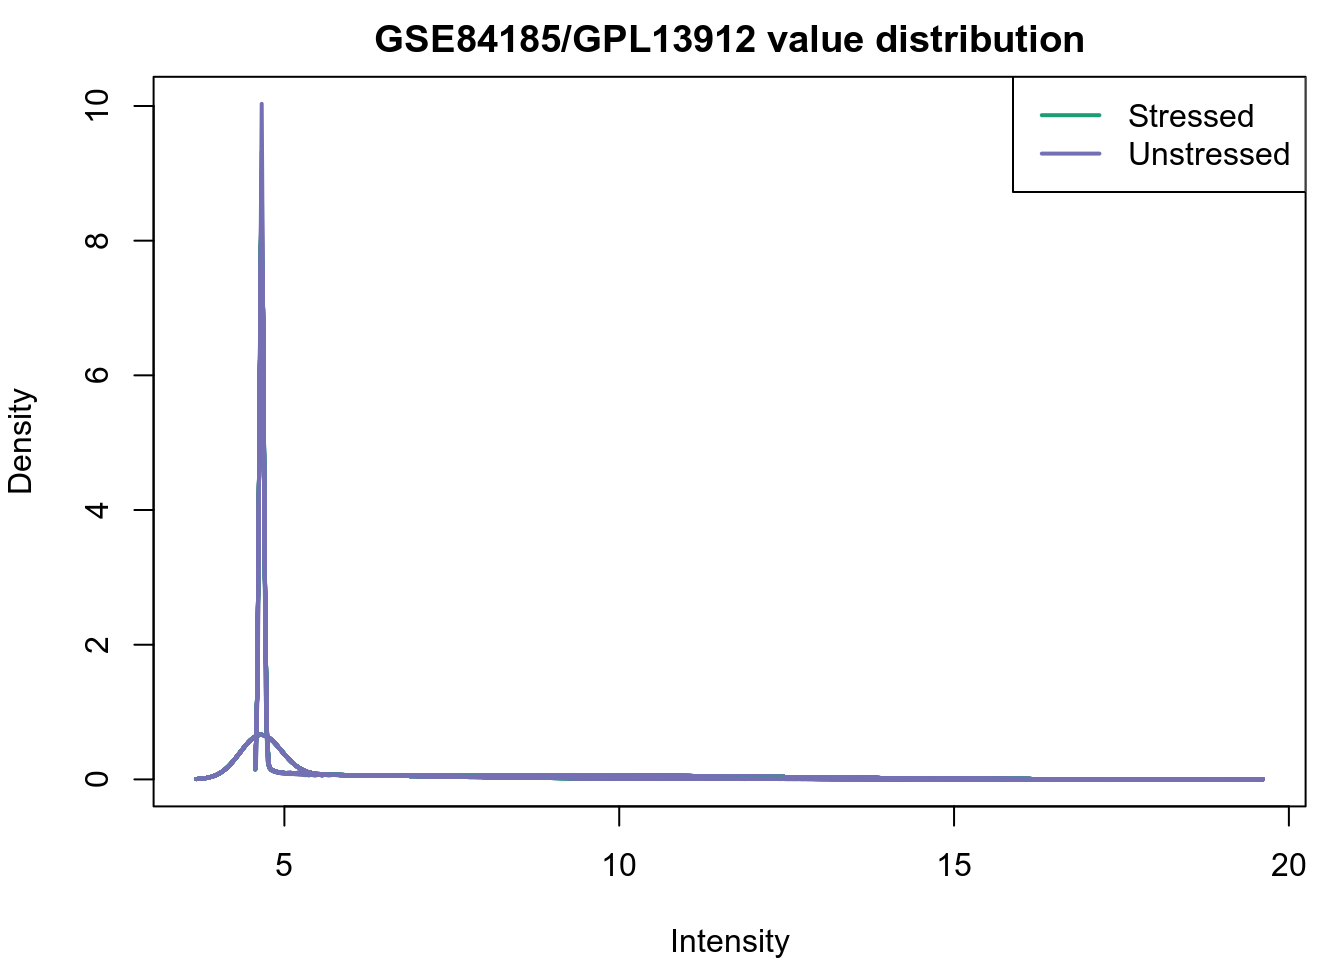 GSE84185/GPL13912 value distribution
Stressed
Unstressed
10
8
6
4
2
0
Density
5 10 15 20
Intensity